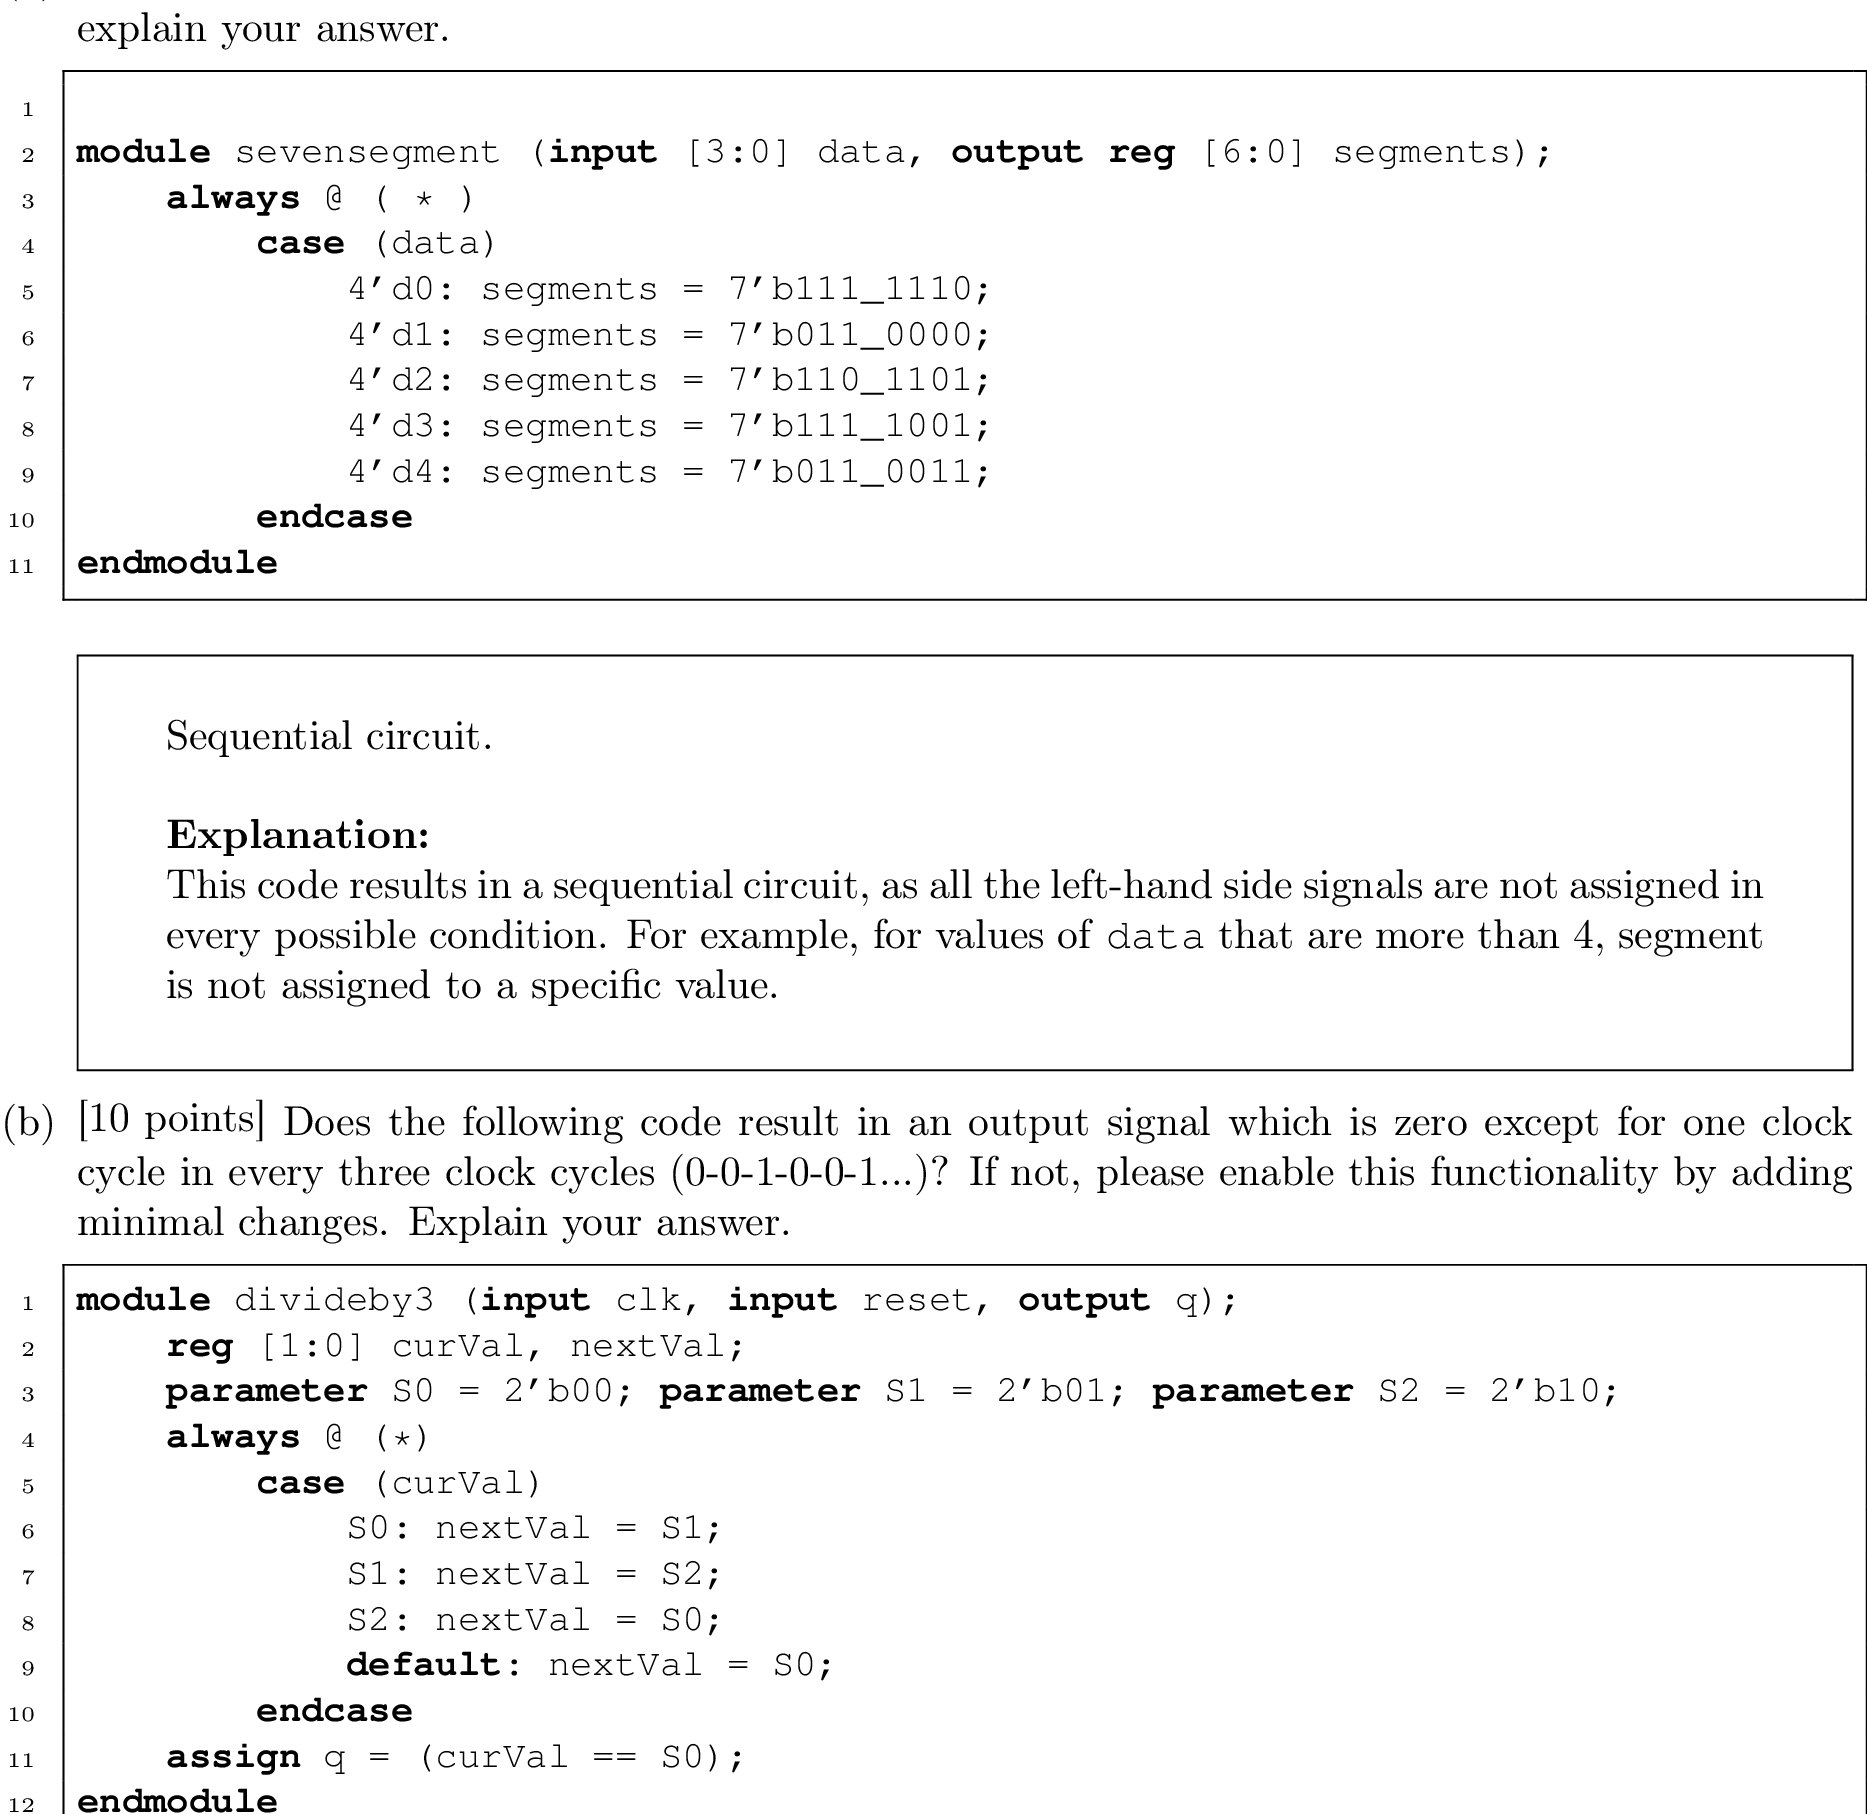 explain your answer.
1
2 module sevensegment (input [3:0] data, output reg [6:0] segments);
3 always @ ( * )
4 case (data)
5 4'd0: segments = 7'b111_1110;
6 4'd1: segments = 7'b011_0000;
7 4'd2: segments = 7'b110_1101;
8 4'd3: segments = 7'b111_1001;
9 4'd4: segments = 7'b011_0011;
10 endcase
11 endmodule
Sequential circuit.
Explanation:
This code results in a sequential circuit, as all the left-hand side signals are not assigned in
every possible condition. For example, for values of data that are more than 4, segment
is not assigned to a specific value.
(b) [10 points] Does the following code result in an output signal which is zero except for one clock
cycle in every three clock cycles (0-0-1-0-0-1...)? If not, please enable this functionality by adding
minimal changes. Explain your answer.
1 module divideby3 (input clk, input reset, output q);
2 reg [1:0] curVal, nextVal;
3 parameter S0 = 2'b00; parameter S1 = 2'b01; parameter S2 = 2'b10;
4 always @ (*)
5 case (curVal)
6 S0: nextVal = S1;
7 S1: nextVal = S2;
8 S2: nextVal = S0;
9 default: nextVal = S0;
10 endcase
11 assign q = (curVal == S0);
12 endmodule